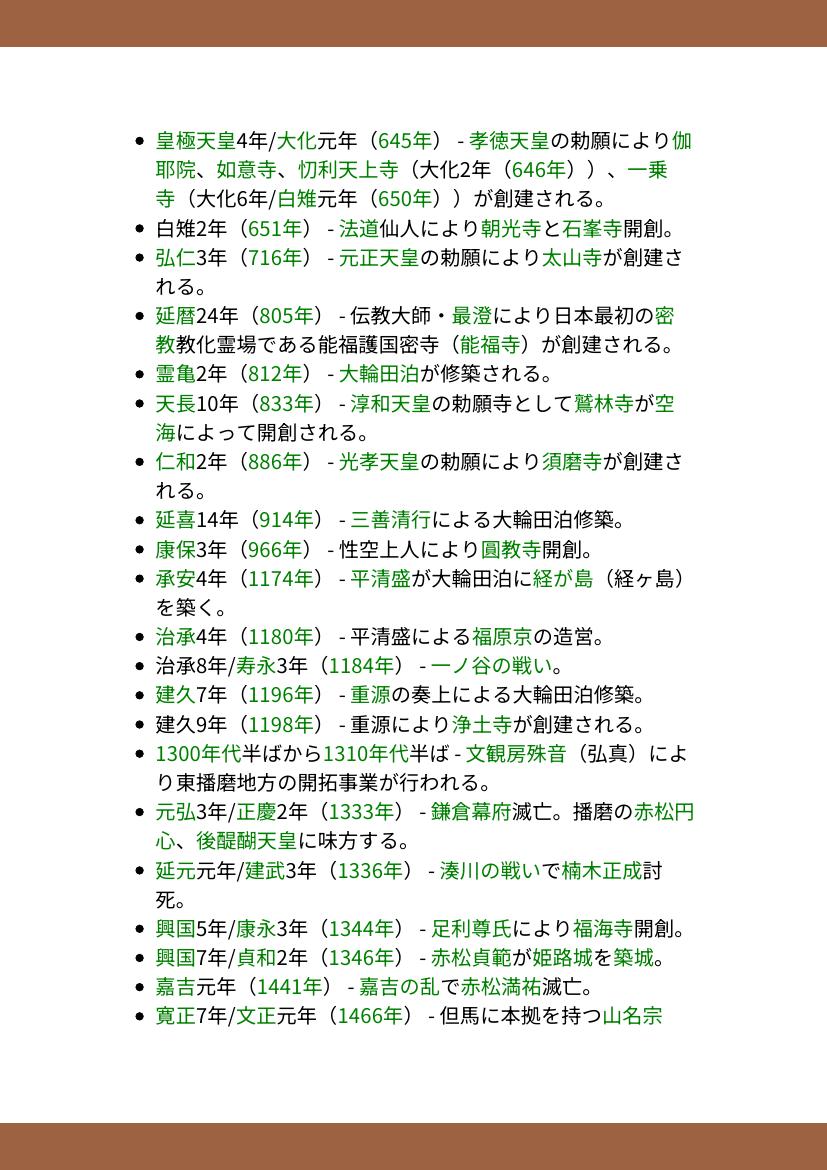 皇極天皇4年/大化元年（645年） - 孝徳天皇の勅願により伽
耶院、如意寺、忉利天上寺（大化2年（646年））、一乗
寺（大化6年/白雉元年（650年））が創建される。
白雉2年（651年） - 法道仙人により朝光寺と石峯寺開創。
弘仁3年（716年） - 元正天皇の勅願により太山寺が創建さ
れる。
延暦24年（805年） - 伝教大師・最澄により日本最初の密
教教化霊場である能福護国密寺（能福寺）が創建される。
霊亀2年（812年） - 大輪田泊が修築される。
天長10年（833年） - 淳和天皇の勅願寺として鷲林寺が空
海によって開創される。
仁和2年（886年） - 光孝天皇の勅願により須磨寺が創建さ
れる。
延喜14年（914年） - 三善清行による大輪田泊修築。
康保3年（966年） - 性空上人により圓教寺開創。
承安4年（1174年） - 平清盛が大輪田泊に経が島（経ヶ島）
を築く。
治承4年（1180年） - 平清盛による福原京の造営。
治承8年/寿永3年（1184年） - 一ノ谷の戦い。
建久7年（1196年） - 重源の奏上による大輪田泊修築。
建久9年（1198年） - 重源により浄土寺が創建される。
1300年代半ばから1310年代半ば - 文観房殊音（弘真）によ
り東播磨地方の開拓事業が行われる。
元弘3年/正慶2年（1333年） - 鎌倉幕府滅亡。播磨の赤松円
心、後醍醐天皇に味方する。
延元元年/建武3年（1336年） - 湊川の戦いで楠木正成討
死。
興国5年/康永3年（1344年） - 足利尊氏により福海寺開創。
興国7年/貞和2年（1346年） - 赤松貞範が姫路城を築城。
嘉吉元年（1441年） - 嘉吉の乱で赤松満祐滅亡。
寛正7年/文正元年（1466年） - 但馬に本拠を持つ山名宗